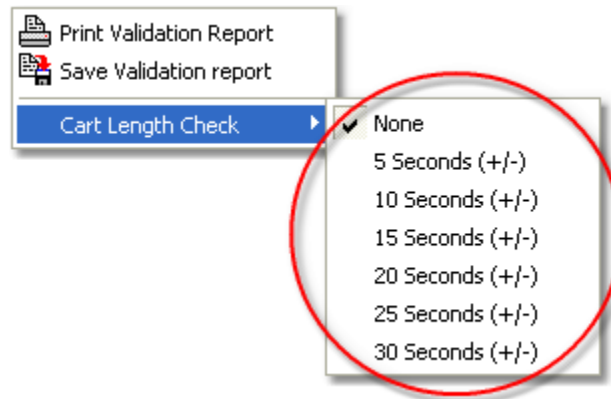 Print Validation Report
Save Validation report
Cart Length Check
None
5 Seconds (+/-)
10 Seconds (+/-)
15 Seconds (+/-)
20 Seconds (+/-)
25 Seconds (+/-)
30 Seconds (+/-)